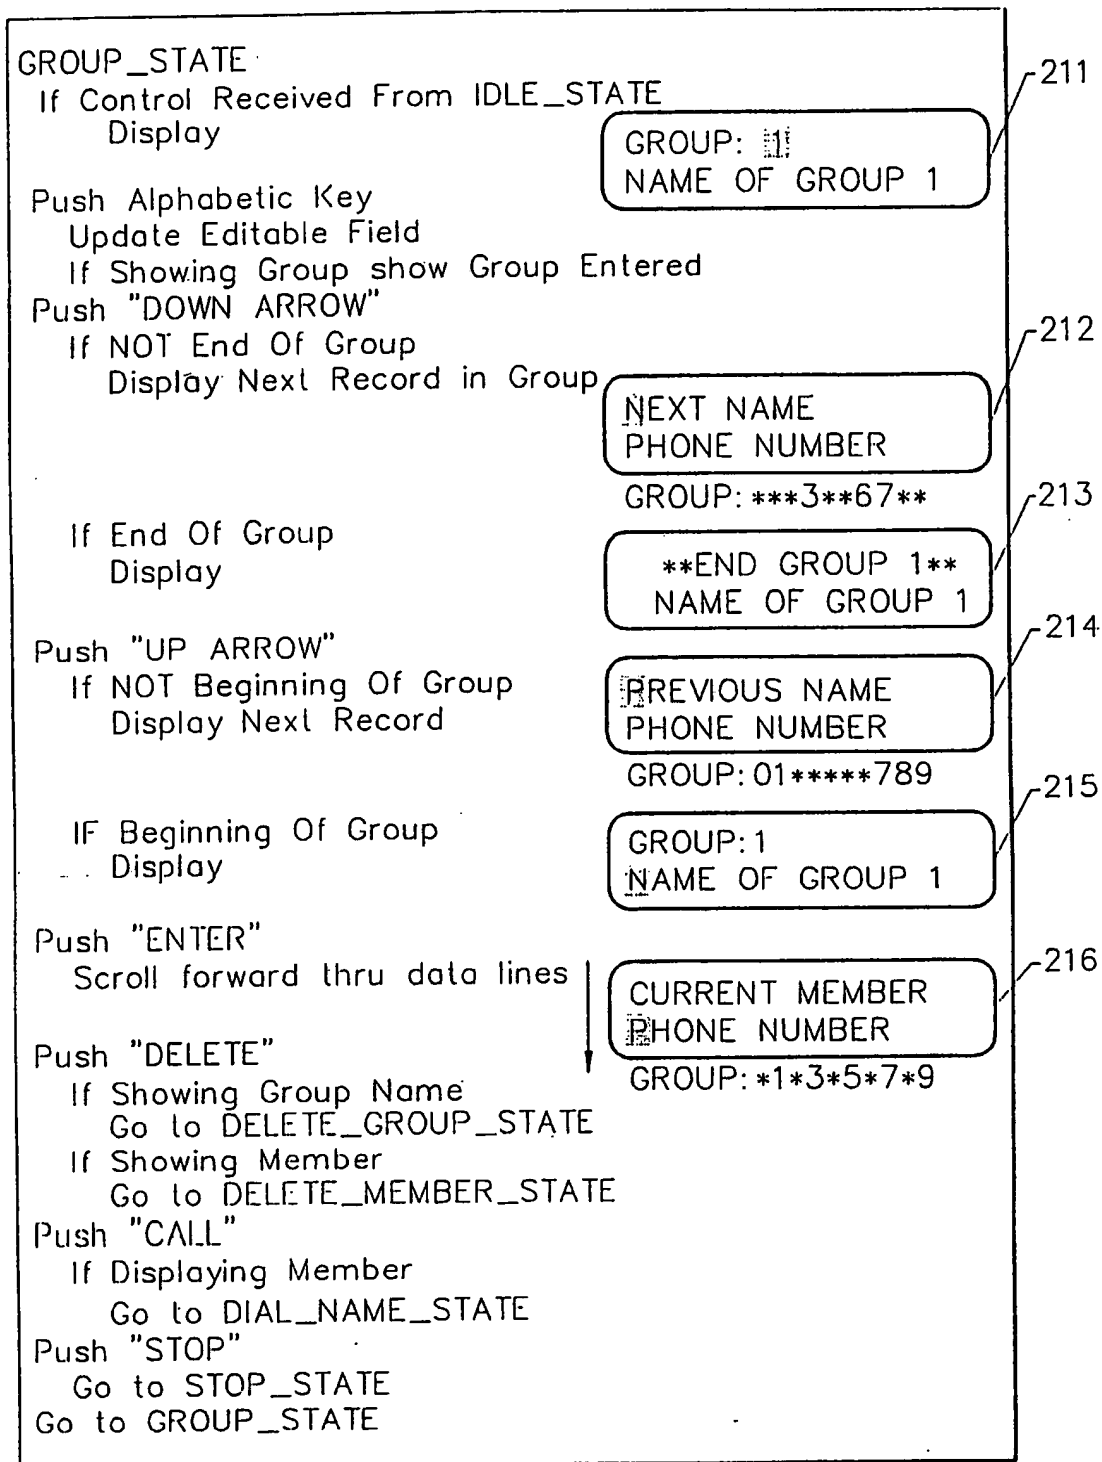 GROUP_STATE
If Control Received From IDLE_STATE
Display
211
GROUP: 1
NAME OF GROUP 1
Push Alphabetic Key
Update Editable Field
If Showing Group show Group Entered
Push "DOWN ARROW"
If NOT End Of Group
Display Next Record in Group
212
NEXT NAME
PHONE NUMBER
GROUP: ***3**67**
If End Of Group
Display
213
**END GROUP 1**
NAME OF GROUP 1
Push "UP ARROW"
If NOT Beginning Of Group
Display Next Record
214
PREVIOUS NAME
PHONE NUMBER
GROUP: 01*****789
IF Beginning Of Group
Display
215
GROUP: 1
NAME OF GROUP 1
Push "ENTER"
Scroll forward thru data lines
216
CURRENT MEMBER
PHONE NUMBER
GROUP: *1*3*5*7*9
Push "DELETE"
If Showing Group Name
Go to DELETE_GROUP_STATE
If Showing Member
Go to DELETE_MEMBER_STATE
Push "CALL"
If Displaying Member
Go to DIAL_NAME_STATE
Push "STOP"
Go to STOP_STATE
Go to GROUP_STATE